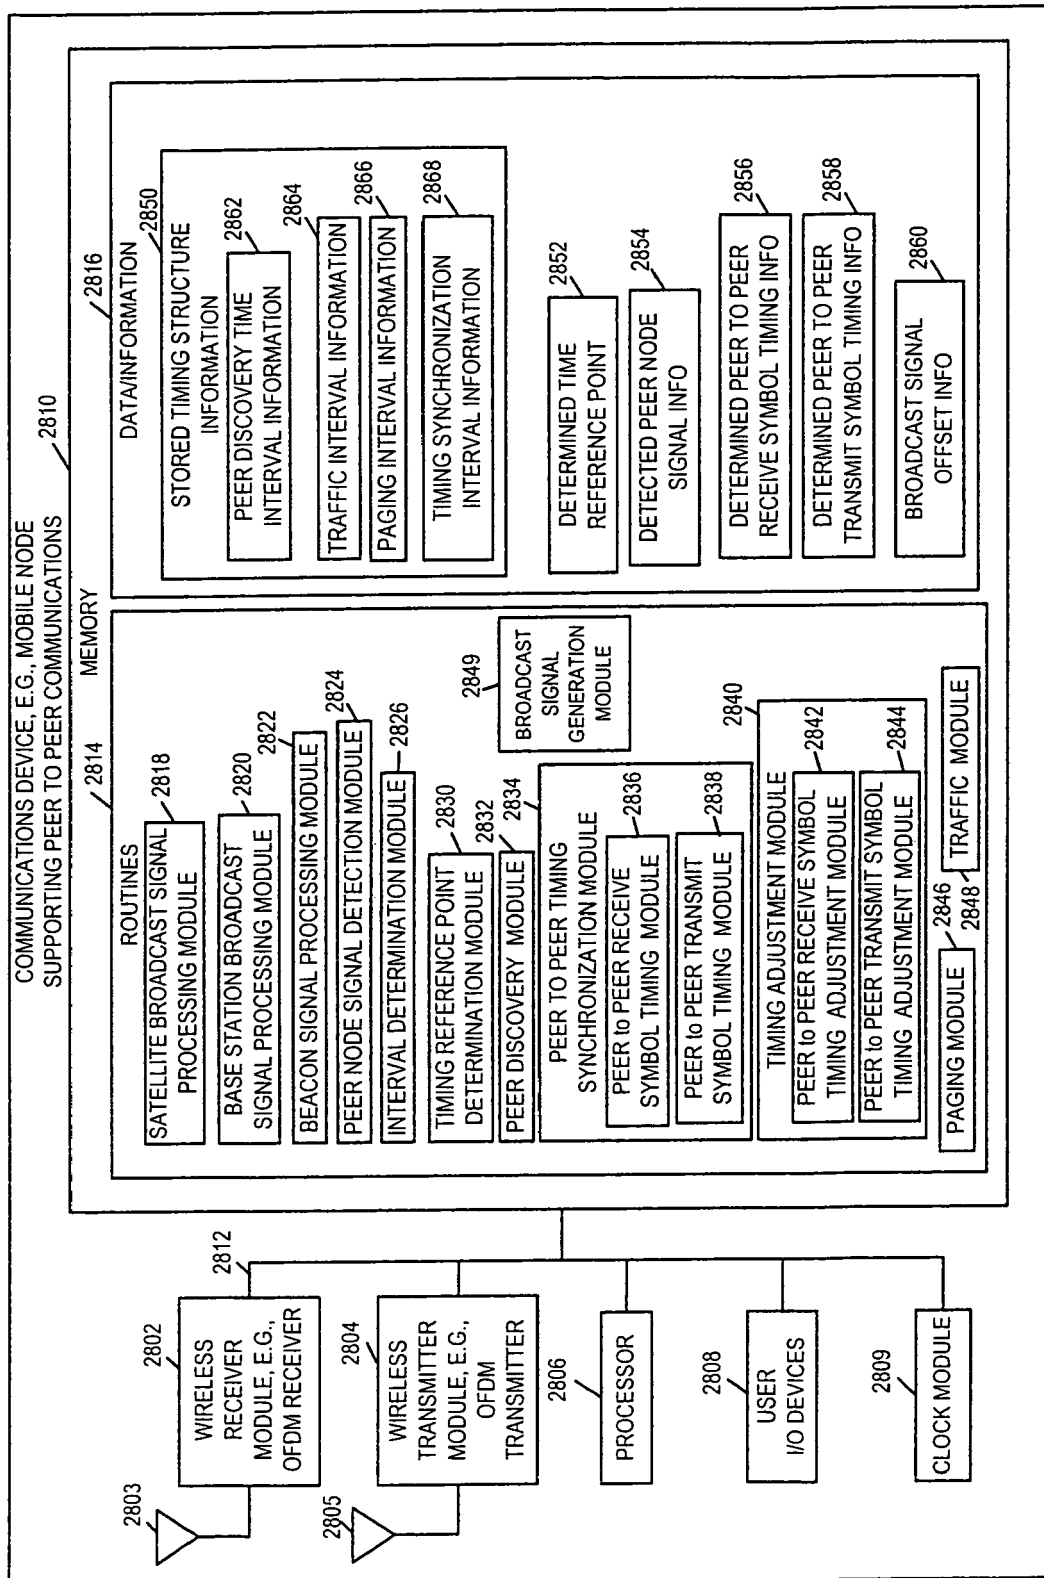 COMMUNICATIONS DEVICE, E.G., MOBILE NODE
SUPPORTING PEER TO PEER COMMUNICATIONS
2810
2803
2802
WIRELESS
RECEIVER
MODULE, E.G.,
OFDM RECEIVER
2812
2805
2804
WIRELESS
TRANSMITTER
MODULE, E.G.,
OFDM
TRANSMITTER
2806
PROCESSOR
2808
USER
I/O DEVICES
2809
CLOCK MODULE
MEMORY
2814
ROUTINES
2818
SATELLITE BROADCAST SIGNAL
PROCESSING MODULE
2820
BASE STATION BROADCAST
SIGNAL PROCESSING MODULE
2822
BEACON SIGNAL PROCESSING MODULE
2824
PEER NODE SIGNAL DETECTION MODULE
2826
INTERVAL DETERMINATION MODULE
2830
TIMING REFERENCE POINT
DETERMINATION MODULE
2832
PEER DISCOVERY MODULE
2834
PEER TO PEER TIMING
SYNCHRONIZATION MODULE
2836
PEER to PEER RECEIVE
SYMBOL TIMING MODULE
2838
PEER to PEER TRANSMIT
SYMBOL TIMING MODULE
2849
BROADCAST
SIGNAL
GENERATION
MODULE
2840
TIMING ADJUSTMENT MODULE
2842
PEER to PEER RECEIVE SYMBOL
TIMING ADJUSTMENT MODULE
2844
PEER to PEER TRANSMIT SYMBOL
TIMING ADJUSTMENT MODULE
2846
PAGING MODULE
2848
TRAFFIC MODULE
2816
DATA/INFORMATION
2850
STORED TIMING STRUCTURE
INFORMATION
2862
PEER DISCOVERY TIME
INTERVAL INFORMATION
2864
TRAFFIC INTERVAL INFORMATION
2866
PAGING INTERVAL INFORMATION
2868
TIMING SYNCHRONIZATION
INTERVAL INFORMATION
2852
DETERMINED TIME
REFERENCE POINT
2854
DETECTED PEER NODE
SIGNAL INFO
2856
DETERMINED PEER TO PEER
RECEIVE SYMBOL TIMING INFO
2858
DETERMINED PEER TO PEER
TRANSMIT SYMBOL TIMING INFO
2860
BROADCAST SIGNAL
OFFSET INFO